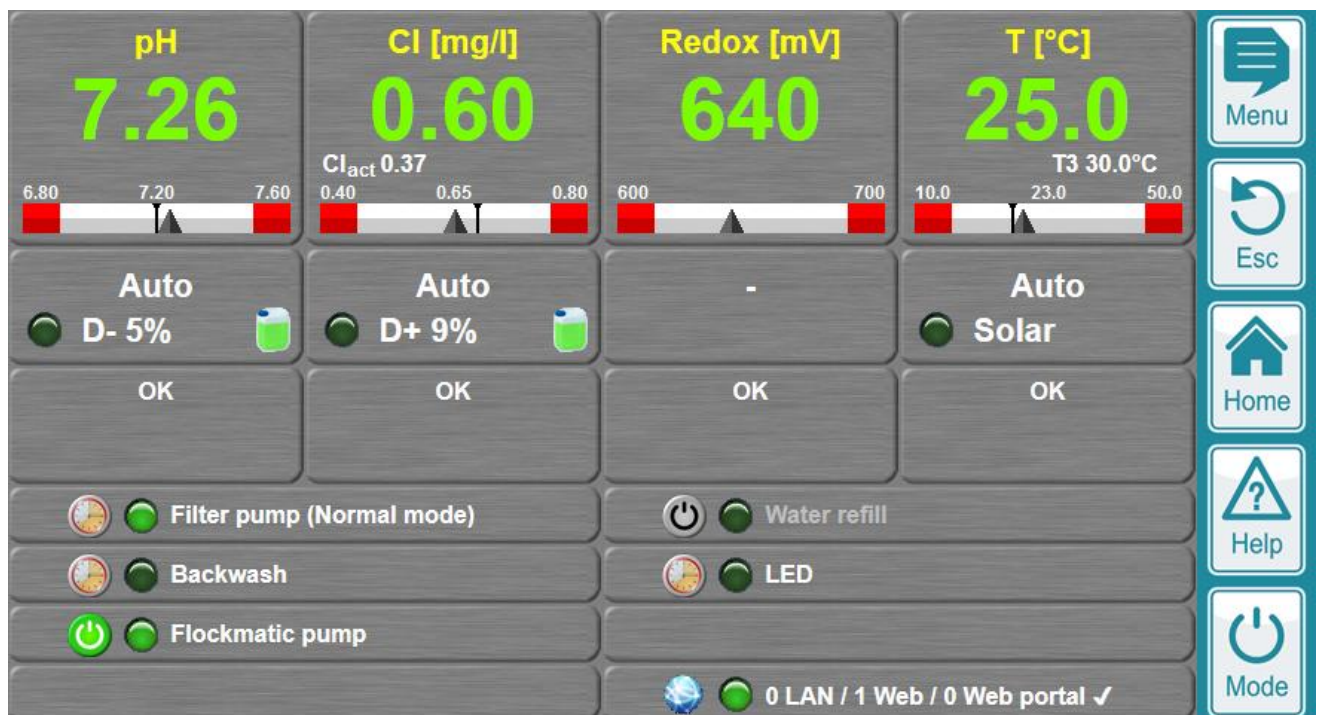 pH
7.26
6.80 7.20 7.60
Cl [mg/l]
0.60
Cl act 0.37
0.40 0.65 0.80
Redox [mV]
640
600 700
T [°C]
25.0
T3 30.0°C
10.0 23.0 50.0
Auto
D- 5%
Auto
D+ 9%
-
Auto
Solar
OK
OK
OK
OK
Filter pump (Normal mode)
Water refill
Backwash
LED
Flockmatic pump
0 LAN / 1 Web / 0 Web portal ✓
Menu
Esc
Home
?
Help
Mode